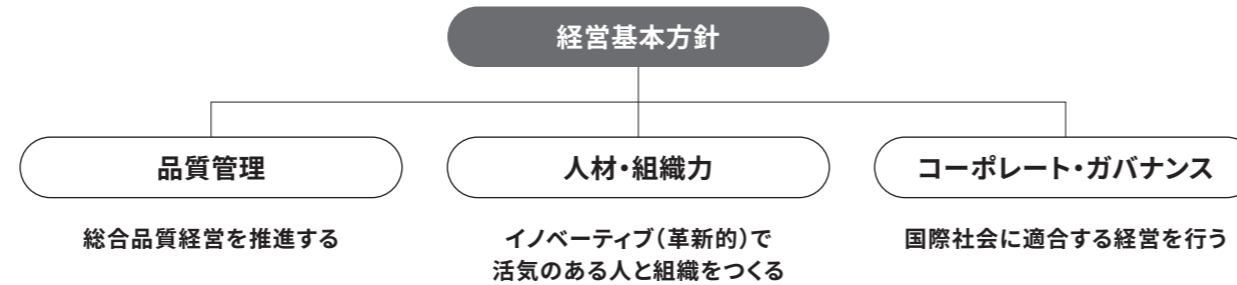 経営基本方針
品質管理
総合品質経営を推進する
人材・組織力
イノベーティブ(革新的)で
活気のある人と組織をつくる
コーポレート・ガバナンス
国際社会に適合する経営を行う